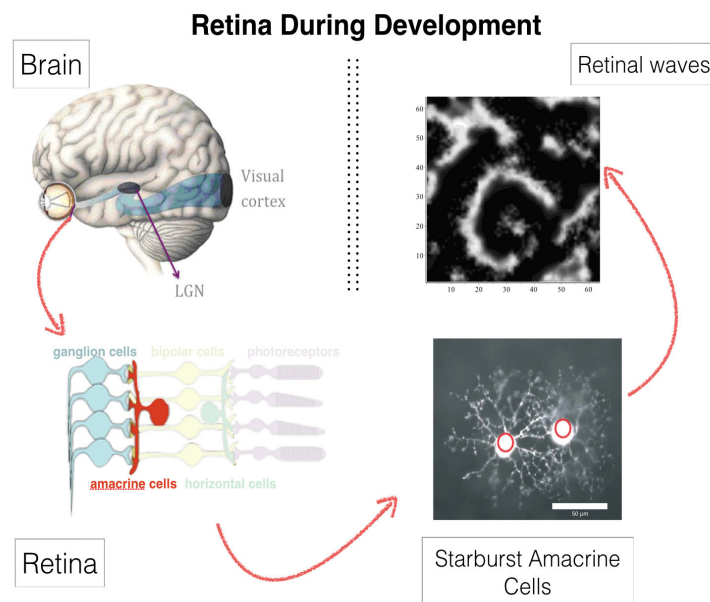 Retina During Development
Brain
Retinal waves
Visual
cortex
LGN
60
50
40
30
20
10
10 20 30 40 50 60
ganglion cells bipolar cells photoreceptors
amacrine cells horizontal cells
50 μm
Retina
Starburst Amacrine
Cells